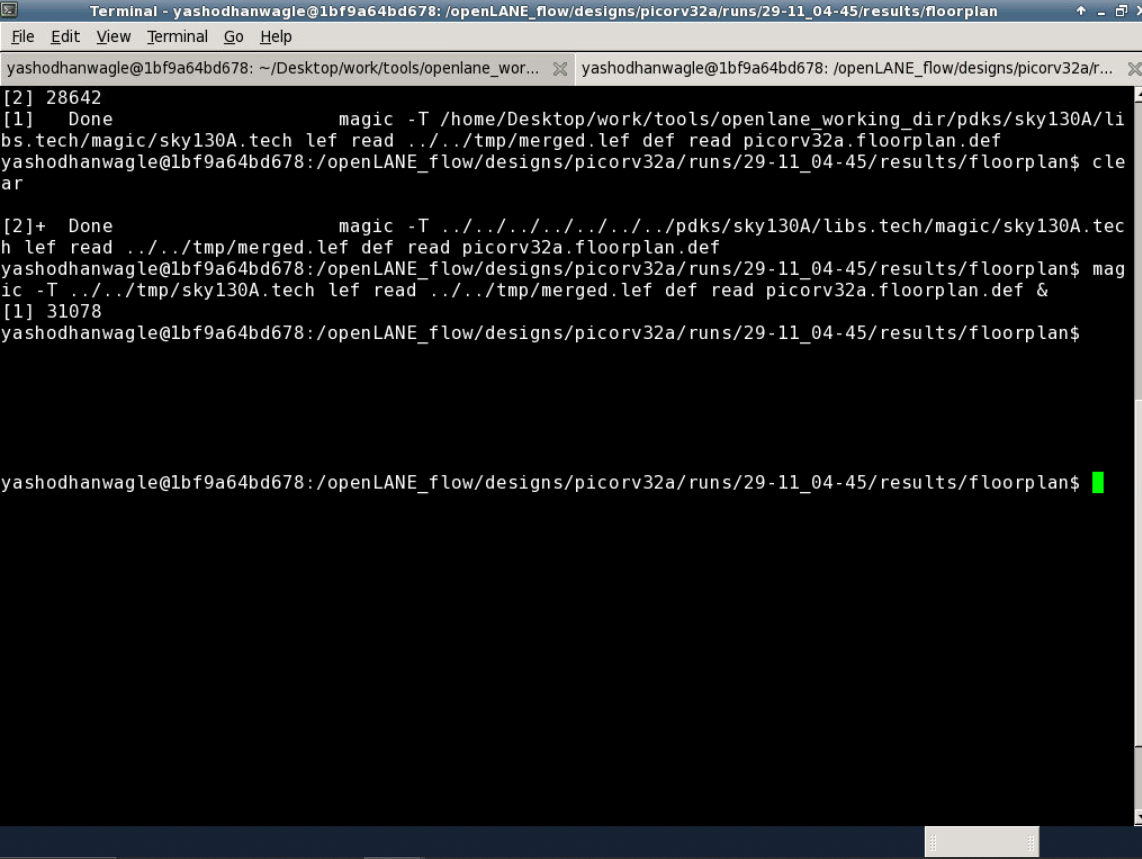 Terminal - yashodhanwagle@1bf9a64bd678: /openLANE_flow/designs/picorv32a/runs/29-11_04-45/results/floorplan
File Edit View Terminal Go Help
yashodhanwagle@1bf9a64bd678: ~/Desktop/work/tools/openlane_wor... yashodhanwagle@1bf9a64bd678: /openLANE_flow/designs/picorv32a/r...
[2] 28642
[1]   Done                    magic -T /home/Desktop/work/tools/openlane_working_dir/pdks/sky130A/li
bs.tech/magic/sky130A.tech lef read ../../tmp/merged.lef def read picorv32a.floorplan.def
yashodhanwagle@1bf9a64bd678:/openLANE_flow/designs/picorv32a/runs/29-11_04-45/results/floorplan$ cle
ar
[2]+  Done                    magic -T ../../../../../../../pdks/sky130A/libs.tech/magic/sky130A.tec
h lef read ../../tmp/merged.lef def read picorv32a.floorplan.def
yashodhanwagle@1bf9a64bd678:/openLANE_flow/designs/picorv32a/runs/29-11_04-45/results/floorplan$ mag
ic -T ../../tmp/sky130A.tech lef read ../../tmp/merged.lef def read picorv32a.floorplan.def &
[1] 31078
yashodhanwagle@1bf9a64bd678:/openLANE_flow/designs/picorv32a/runs/29-11_04-45/results/floorplan$
yashodhanwagle@1bf9a64bd678:/openLANE_flow/designs/picorv32a/runs/29-11_04-45/results/floorplan$